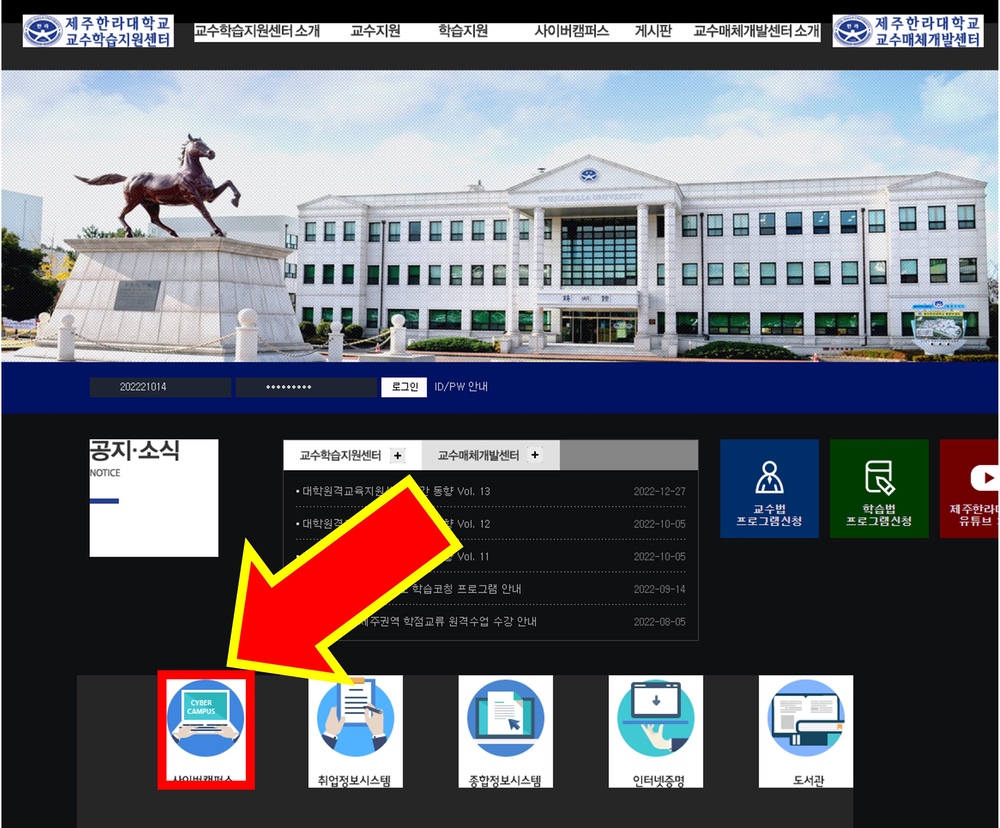 제주한라대학교
교수학습지원센터
교수학습지원센터 소개
교수지원
학습지원
사이버캠퍼스
게시판
교수매체개발센터 소개
제주한라대학교
교수매체개발센터
CHEJU HALLA UNIVERSITY
202221014
•••••••••
로그인
ID/PW 안내
공지·소식
NOTICE
교수학습지원센터 +
교수매체개발센터 +
• 대학원격교육지원 동향 Vol. 13 2022-12-27
• 대학원격 향 Vol. 12 2022-10-05
Vol. 11 2022-10-05
학습코칭 프로그램 안내 2022-09-14
제주권역 학점교류 원격수업 수강 안내 2022-08-05
교수법
프로그램신청
학습법
프로그램신청
제주한라
유튜브
CYBER
CAMPUS
사이버캠퍼스
취업정보시스템
종합정보시스템
인터넷증명
도서관